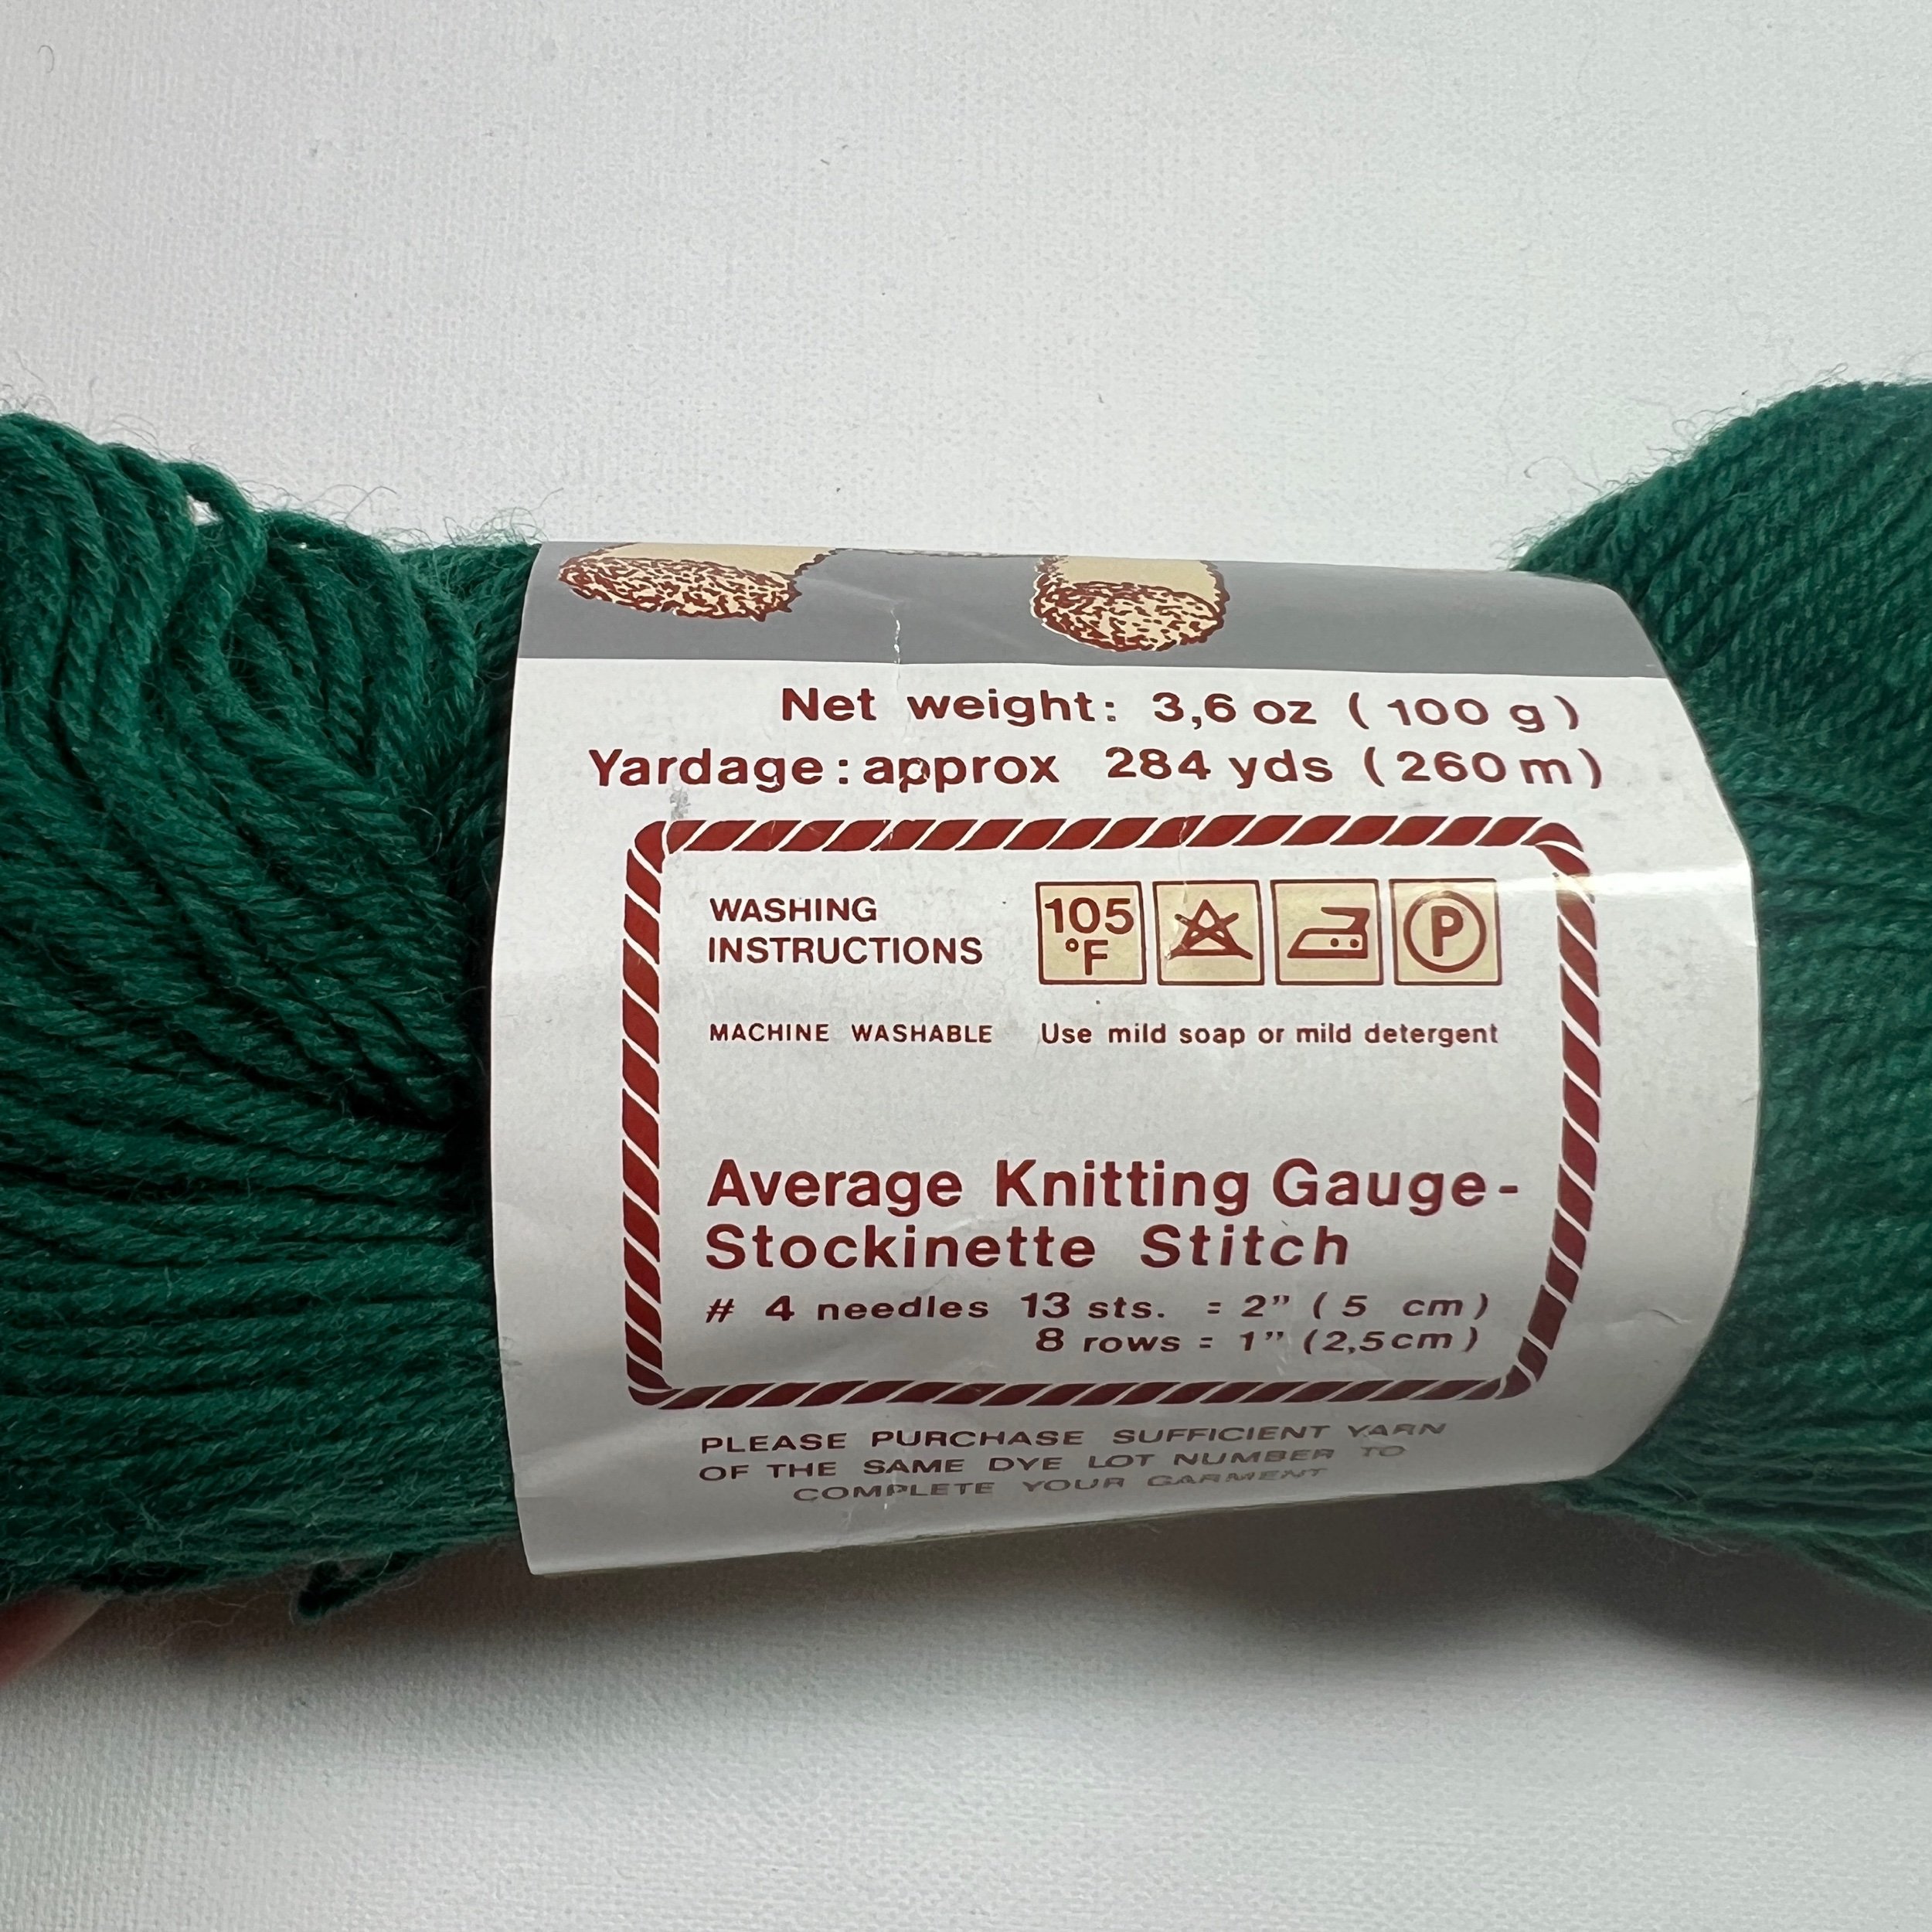 Net weight: 3,6 oz (100 g)
Yardage: approx 284 yds (260 m)
WASHING
INSTRUCTIONS
105
°F
P
MACHINE WASHABLE Use mild soap or mild detergent
Average Knitting Gauge-
Stockinette Stitch
# 4 needles 13 sts. = 2” (5 cm)
8 rows = 1” (2,5cm)
PLEASE PURCHASE SUFFICIENT YARN
OF THE SAME DYE LOT NUMBER TO
COMPLETE YOUR GARMENT